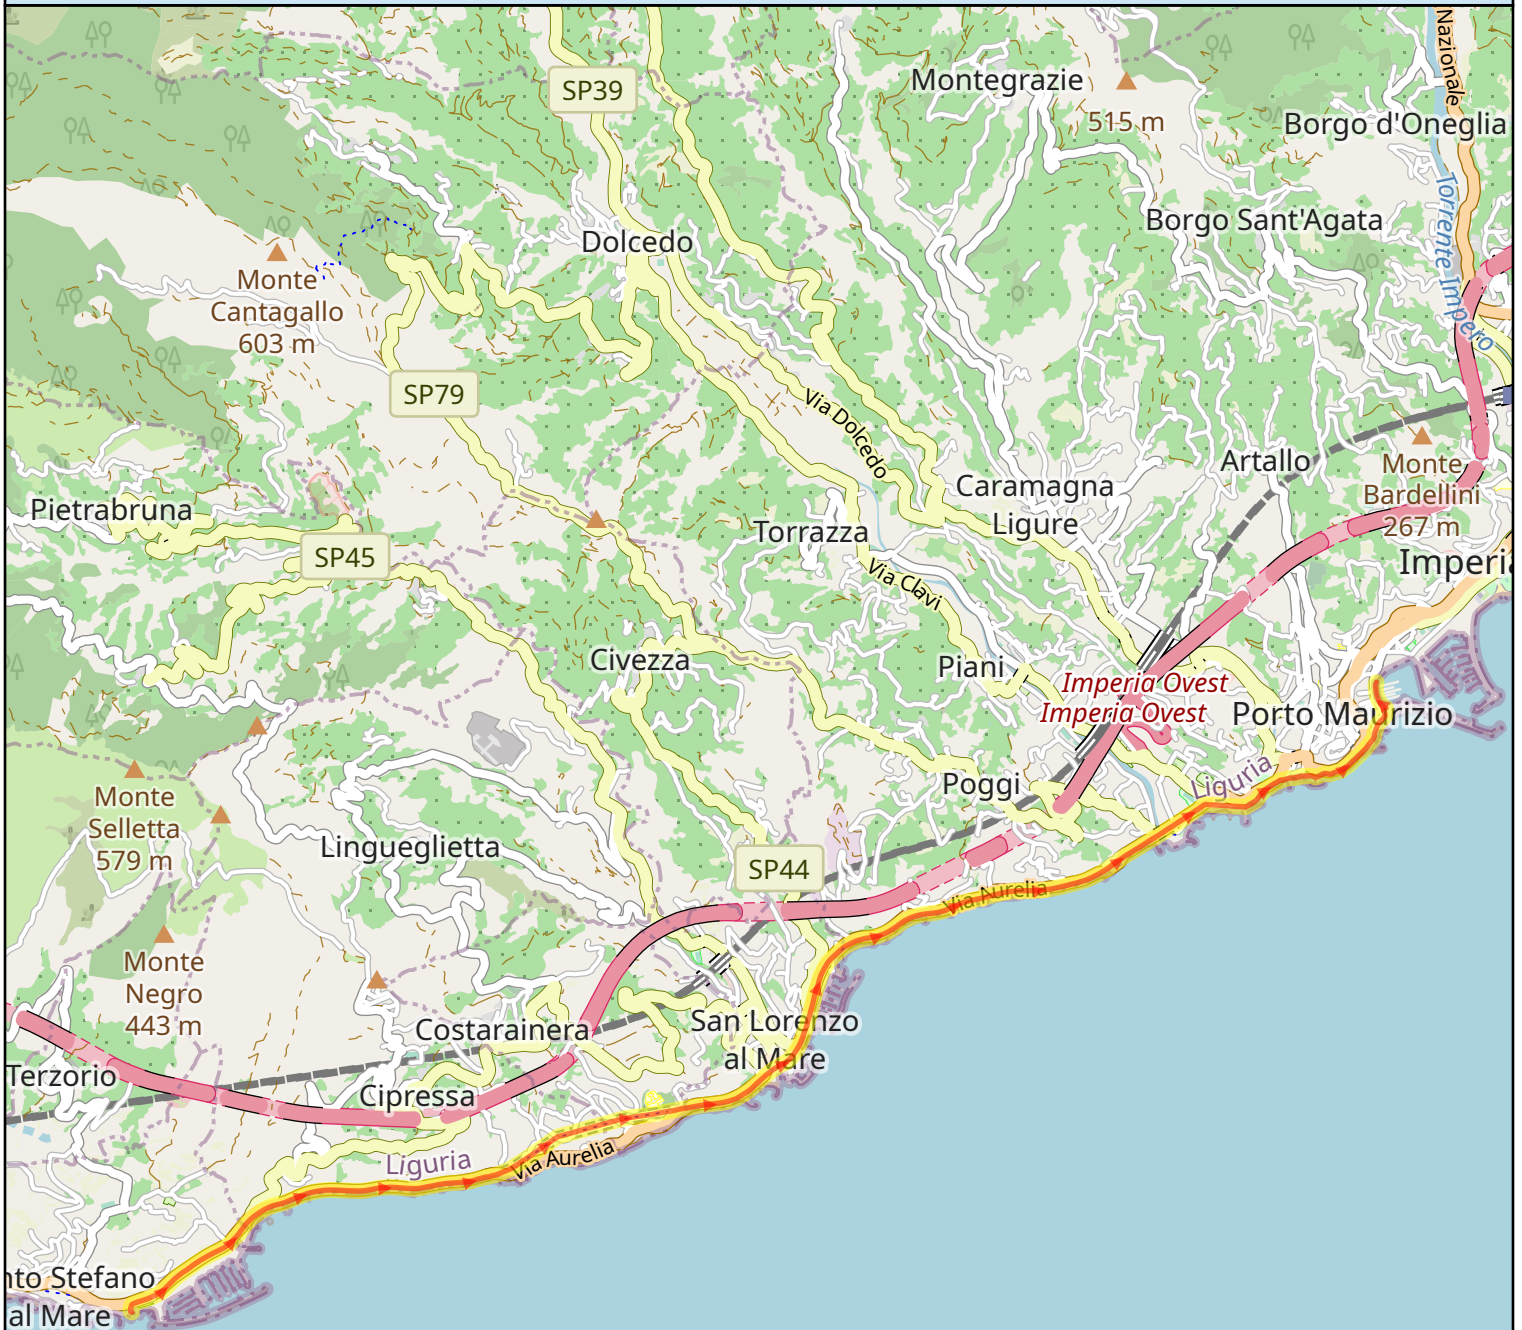 Nazionale
SP39
Montegrazie
515 m
Borgo d'Oneglia
Torrente Impero
Borgo Sant'Agata
Dolcedo
Monte
Cantagallo
603 m
SP79
Via Dolcedo
Artallo
Monte
Bardellini
267 m
Caramagna
Ligure
Pietrabruna
Torrazza
SP45
Imperia
Via Clavi
Civezza
Piani
Imperia Ovest
Imperia Ovest
Porto Maurizio
Liguria
Poggi
Monte
Selletta
579 m
Lingueglietta
SP44
Via Aurelia
Monte
Negro
443 m
Costarainera
San Lorenzo
al Mare
Terzorio
Cipressa
Liguria
Via Aurelia
nto Stefano
al Mare